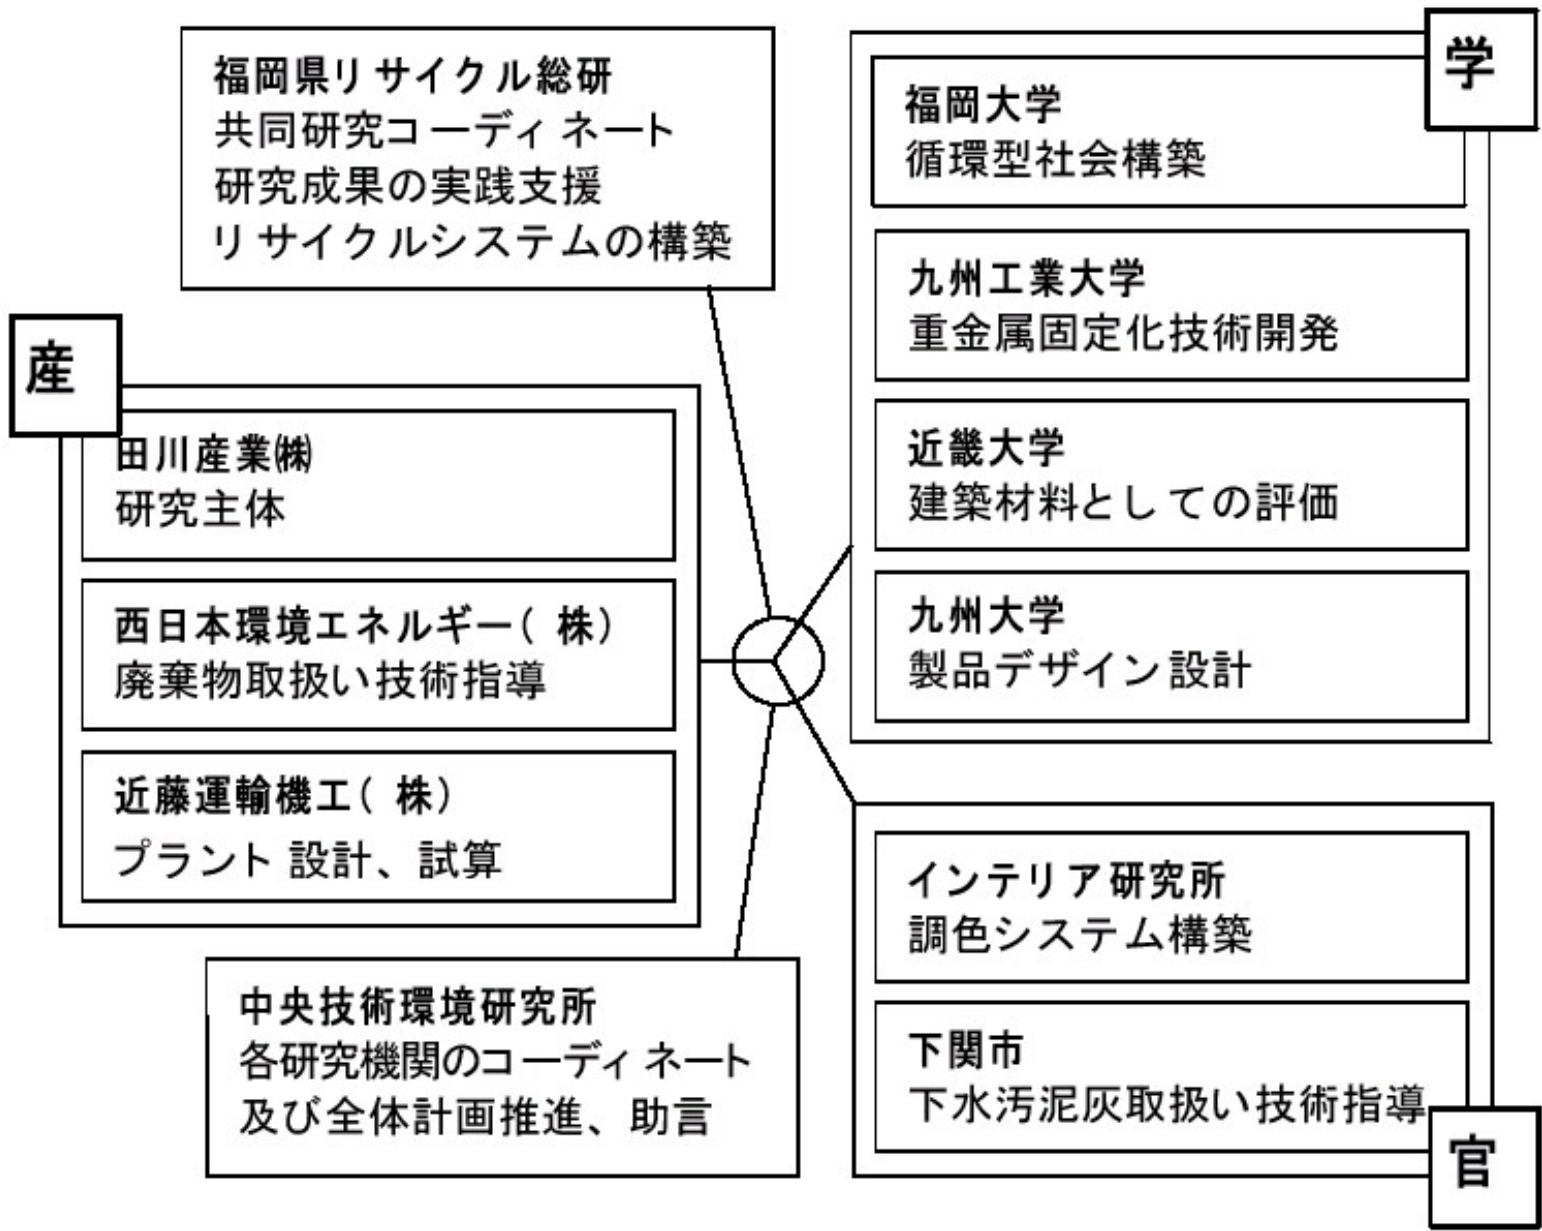 福岡県リサイクル総研
共同研究コーディネート
研究成果の実践支援
リサイクルシステムの構築
産
田川産業㈱
研究主体
西日本環境エネルギー(株)
廃棄物取扱い技術指導
近藤運輸機工(株)
プラント設計、試算
中央技術環境研究所
各研究機関のコーディネート
及び全体計画推進、助言
学
福岡大学
循環型社会構築
九州工業大学
重金属固定化技術開発
近畿大学
建築材料としての評価
九州大学
製品デザイン設計
インテリア研究所
調色システム構築
下関市
下水汚泥灰取扱い技術指導
官